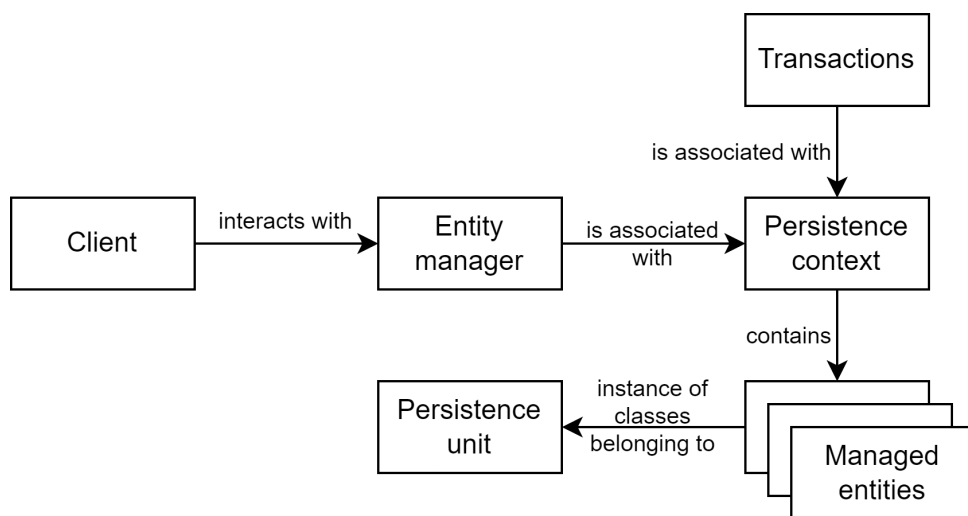 Transactions
is associated with
Client
interacts with
Entity
manager
is associated
with
Persistence
context
contains
Persistence
unit
instance of
classes
belonging to
Managed
entities